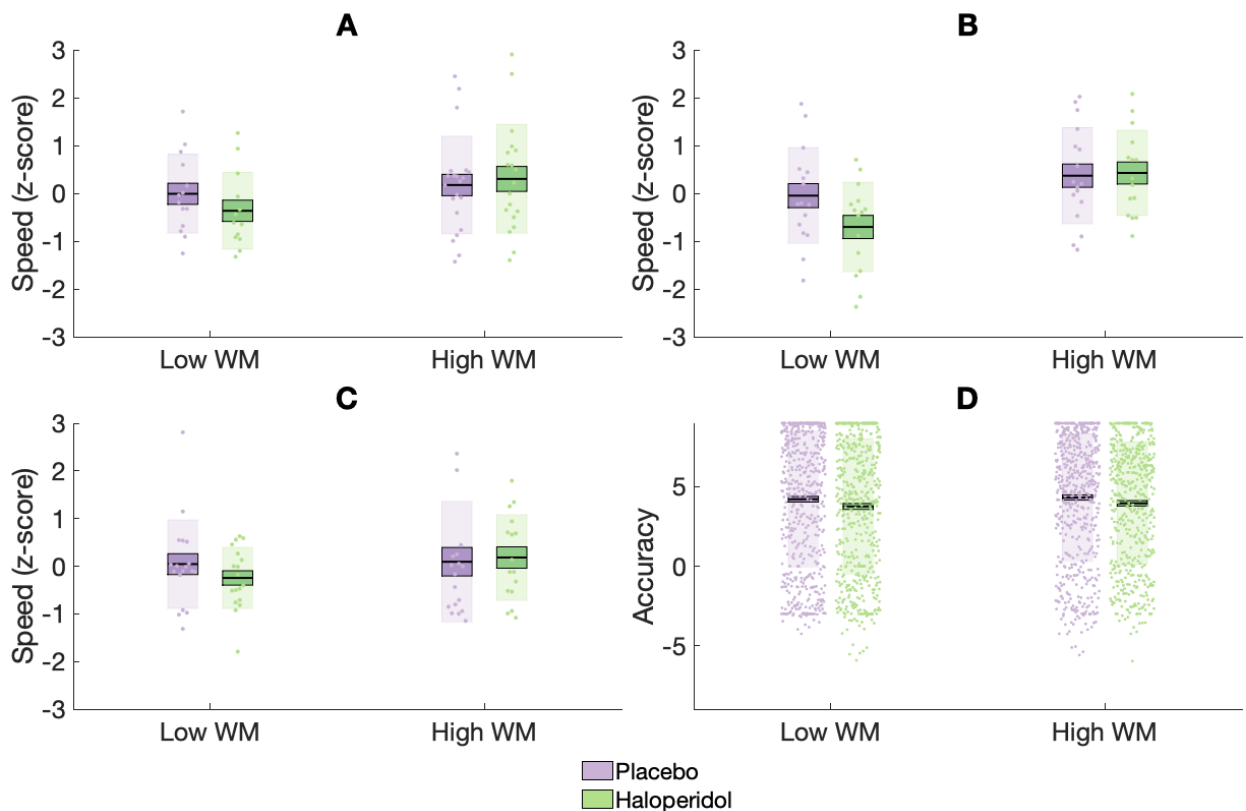 A
Speed (z-score)
3
2
1
0
-1
-2
-3
Low WM
High WM
B
Speed (z-score)
3
2
1
0
-1
-2
-3
Low WM
High WM
C
Speed (z-score)
3
2
1
0
-1
-2
-3
Low WM
High WM
D
Accuracy
5
0
-5
Low WM
High WM
Placebo
Haloperidol